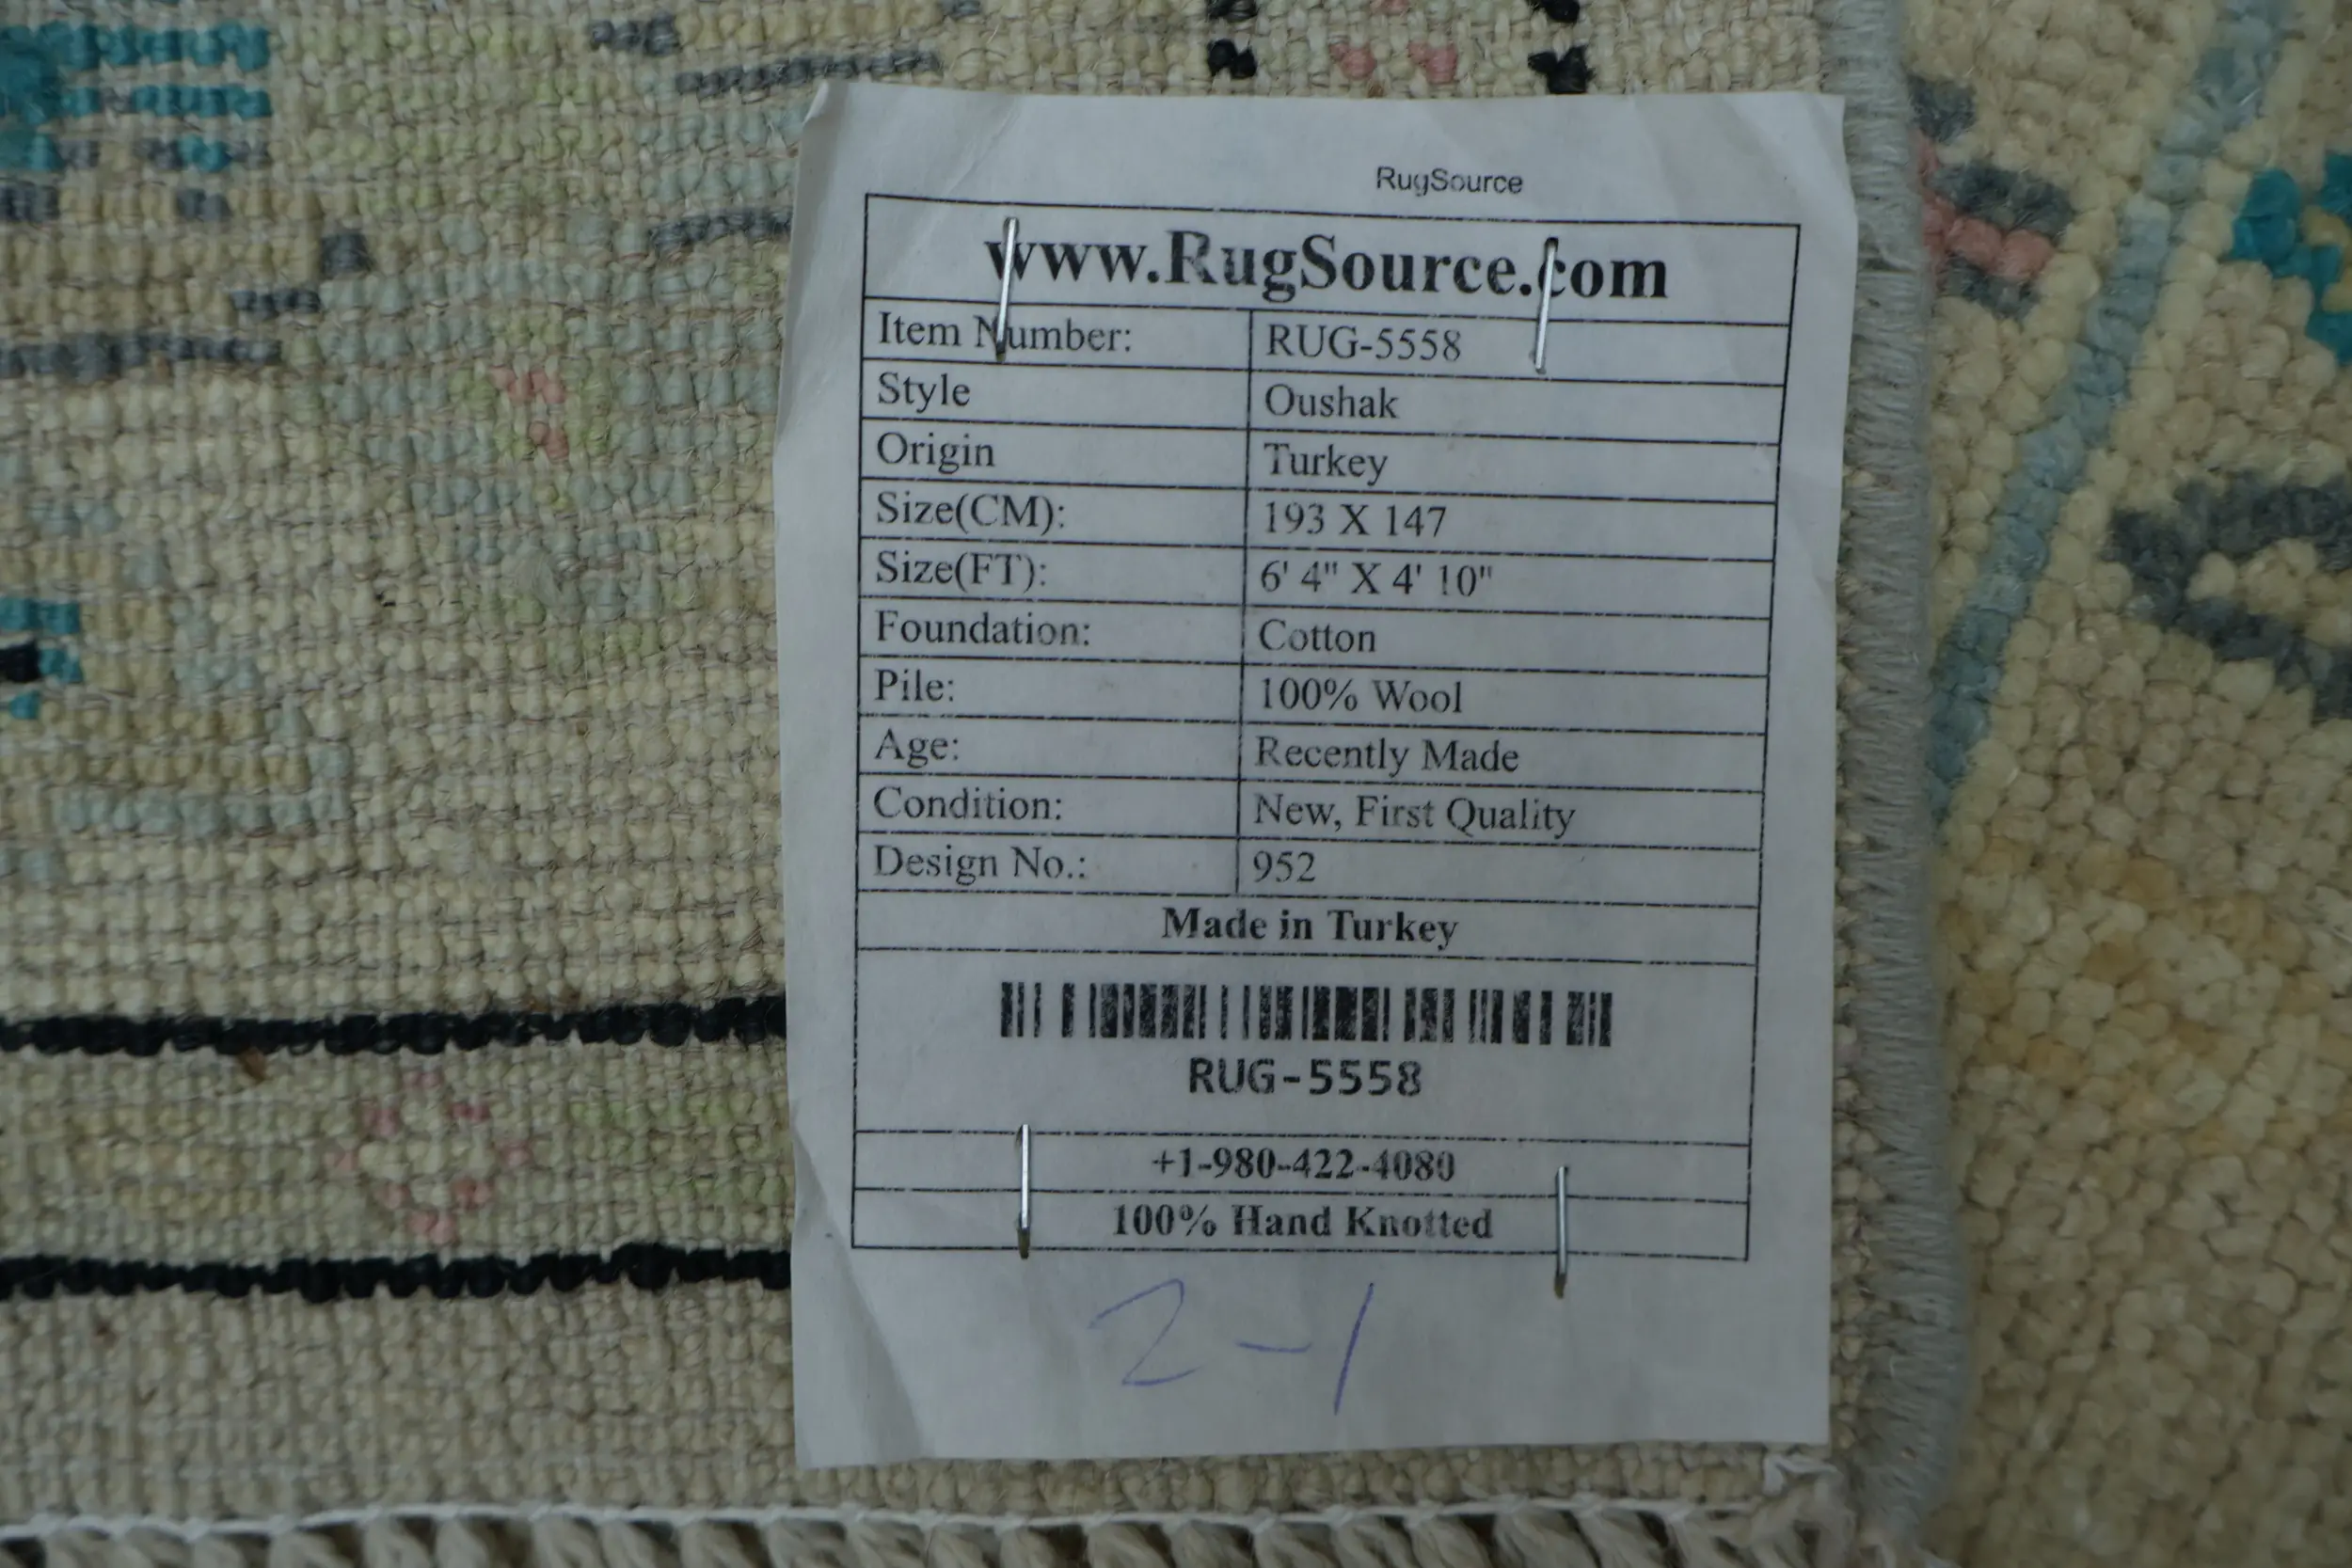 RugSource
www.RugSource.com
Item Number: RUG-5558
Style Oushak
Origin Turkey
Size(CM): 193 X 147
Size(FT): 6' 4" X 4' 10"
Foundation: Cotton
Pile: 100% Wool
Age: Recently Made
Condition: New, First Quality
Design No.: 952
Made in Turkey
RUG-5558
+1-980-422-4080
100% Hand Knotted
2-1